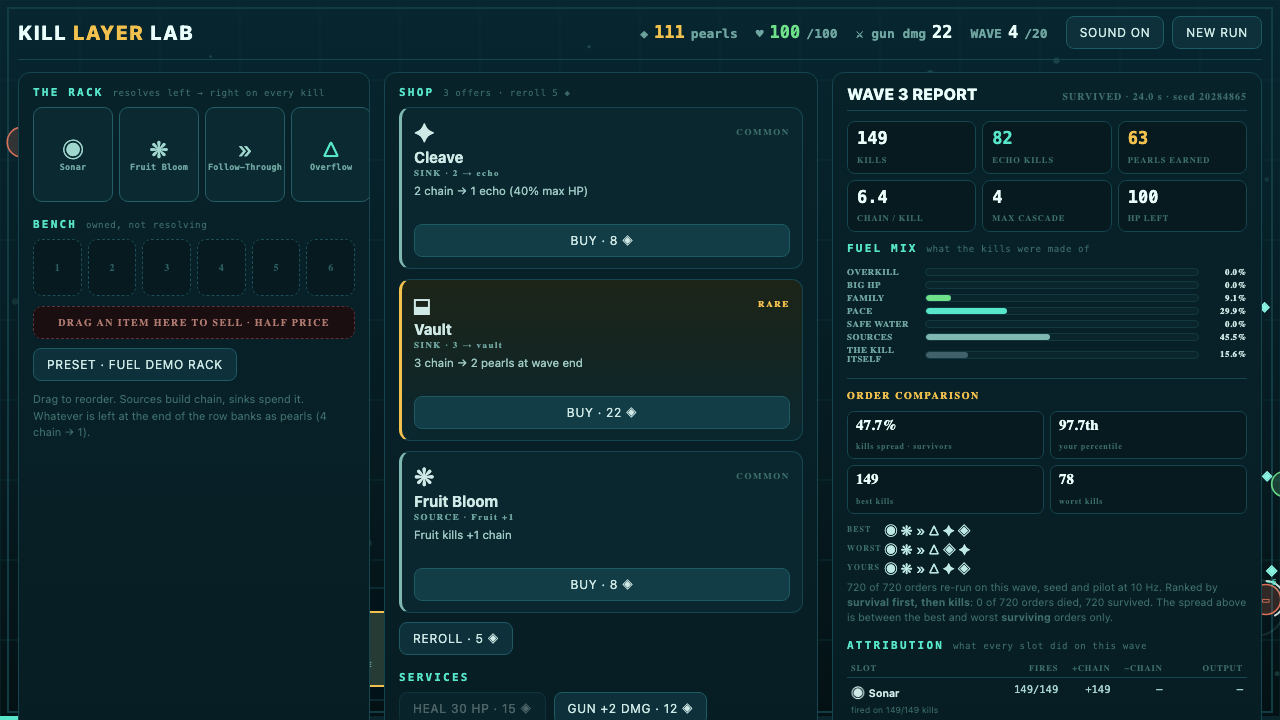 KILL LAYER LAB
◆ 111 pearls ♥ 100 /100 ⚔ gun dmg 22 WAVE 4 /20
SOUND ON
NEW RUN
THE RACK resolves left → right on every kill
Sonar
Fruit Bloom
Follow-Through
Overflow
BENCH owned, not resolving
1 2 3 4 5 6
DRAG AN ITEM HERE TO SELL · HALF PRICE
PRESET · FUEL DEMO RACK
Drag to reorder. Sources build chain, sinks spend it.
Whatever is left at the end of the row banks as pearls (4
chain → 1).
SHOP 3 offers · reroll 5 ◆
COMMON
Cleave
SINK · 2 → echo
2 chain → 1 echo (40% max HP)
BUY · 8 ◈
RARE
Vault
SINK · 3 → vault
3 chain → 2 pearls at wave end
BUY · 22 ◈
COMMON
Fruit Bloom
SOURCE · Fruit +1
Fruit kills +1 chain
BUY · 8 ◈
REROLL · 5 ◈
SERVICES
HEAL 30 HP · 15 ◈
GUN +2 DMG · 12 ◈
WAVE 3 REPORT
SURVIVED · 24.0 s · seed 20284865
149
KILLS
82
ECHO KILLS
63
PEARLS EARNED
6.4
CHAIN / KILL
4
MAX CASCADE
100
HP LEFT
FUEL MIX what the kills were made of
OVERKILL 0.0%
BIG HP 0.0%
FAMILY 9.1%
PACE 29.9%
SAFE WATER 0.0%
SOURCES 45.5%
THE KILL ITSELF 15.6%
ORDER COMPARISON
47.7%
kills spread · survivors
97.7th
your percentile
149
best kills
78
worst kills
BEST ◉ ❋ » △ ✦ ◈
WORST ◉ ❋ » △ ◈ ✦
YOURS ◉ ❋ » △ ✦ ◈
720 of 720 orders re-run on this wave, seed and pilot at 10 Hz. Ranked by
survival first, then kills: 0 of 720 orders died, 720 survived. The spread above
is between the best and worst surviving orders only.
ATTRIBUTION what every slot did on this wave
SLOT FIRES +CHAIN −CHAIN OUTPUT
◉ Sonar 149/149 +149 — —
fired on 149/149 kills